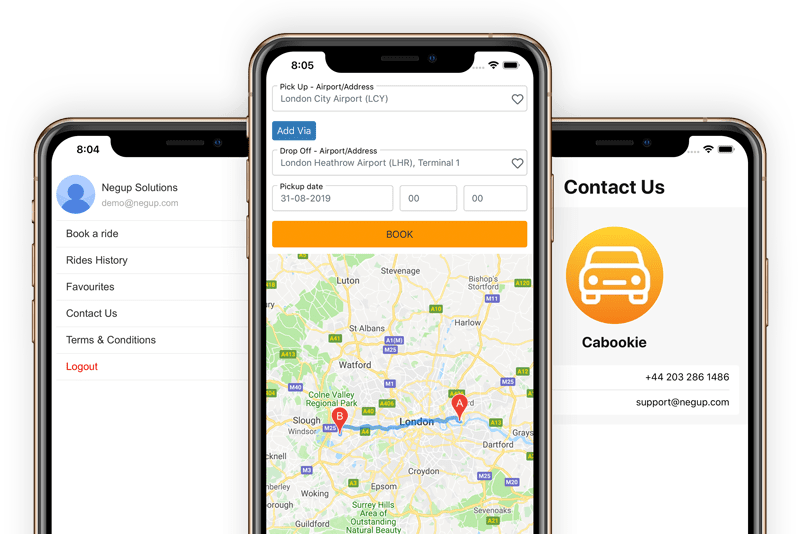 8:04
Negup Solutions
demo@negup.com
Book a ride
Rides History
Favourites
Contact Us
Terms & Conditions
Logout
8:05
Pick Up - Airport/Address
London City Airport (LCY)
Add Via
Drop Off - Airport/Address
London Heathrow Airport (LHR), Terminal 1
Pickup date
31-08-2019
00
00
BOOK
Stevenage
Luton
Bishop's
Stortford
A120
M11
A10
St Albans
Harlow
A41
A1(M)
M25
A413
Watford
A12
M40
M1
M25
Colne Valley
Regional Park
A406
A40
A
B
Slough
London
A13
Windsor
M25
A4
Grays
Dartford
M3
Croydon
M25
M20
A3
Epsom
Woking
Surrey Hills
Area of
Outstanding
Natural Beauty
Sevenoaks
A21
Guildford
Contact Us
Cabookie
+44 203 286 1486
support@negup.com